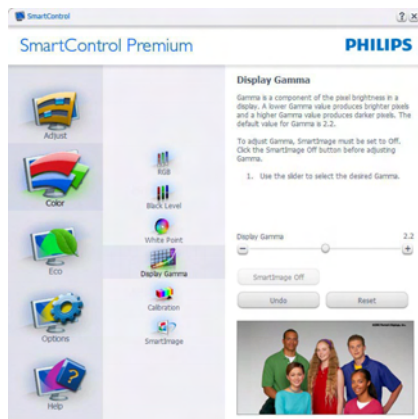 SmartControl
SmartControl Premium
PHILIPS
Adjust
Color
Eco
Options
Help
RGB
Black Level
White Point
Display Gamma
Calibration
SmartImage
Display Gamma
Gamma is a component of the pixel brightness in a
display. A lower Gamma value produces brighter pixels
and a higher Gamma value produces darker pixels. The
default value for Gamma is 2.2.
To adjust Gamma, SmartImage must be set to Off.
Click the SmartImage Off button before adjusting
Gamma.
1. Use the slider to select the desired Gamma.
Display Gamma 2.2
SmartImage Off
Undo Reset